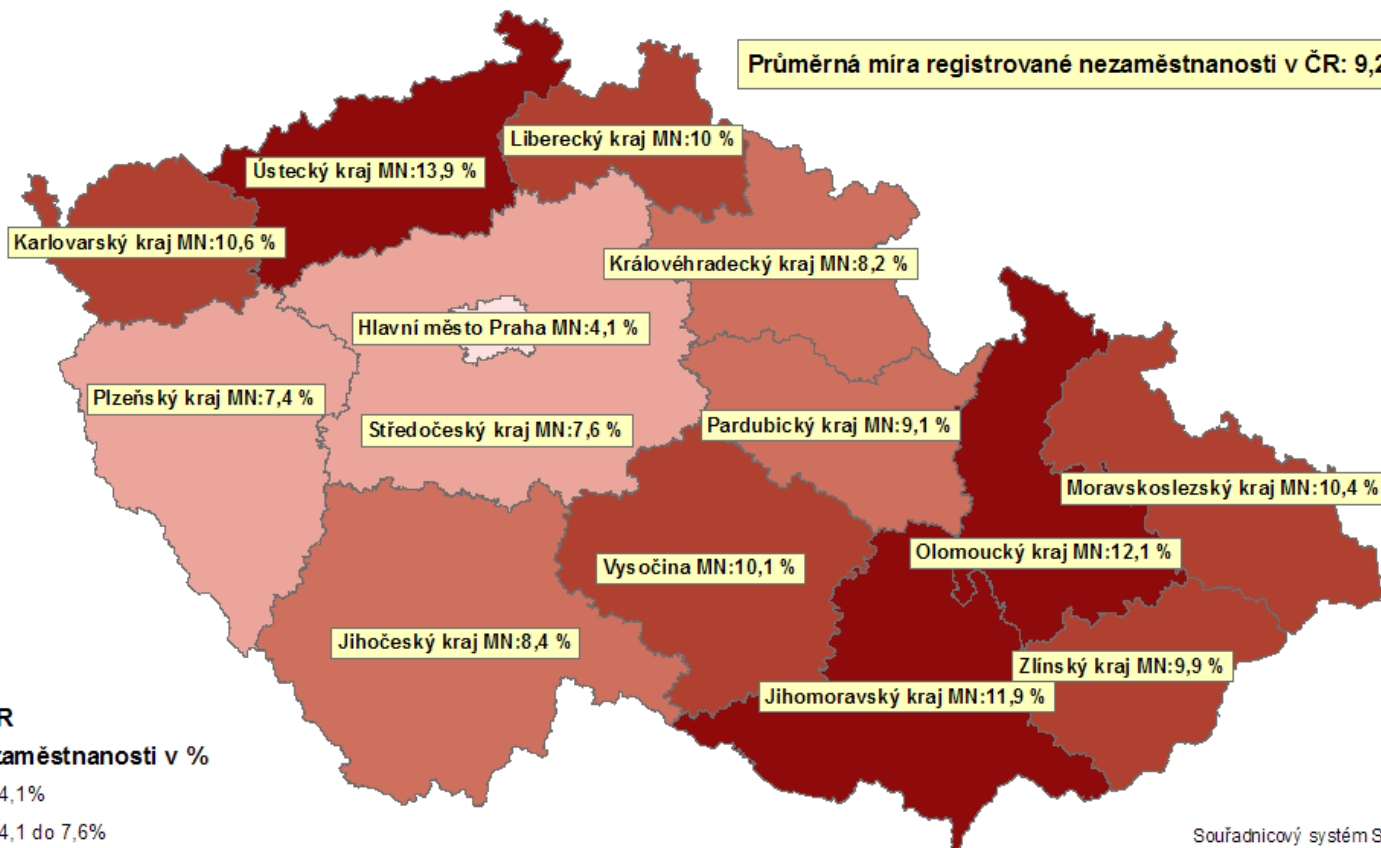 Průměrná míra registrované nezaměstnanosti v ČR: 9,2
Liberecký kraj MN:10 %
Ústecký kraj MN:13,9 %
Karlovarský kraj MN:10,6 %
Královéhradecký kraj MN:8,2 %
Hlavní město Praha MN:4,1 %
Plzeňský kraj MN:7,4 %
Středočeský kraj MN:7,6 %
Pardubický kraj MN:9,1 %
Moravskoslezský kraj MN:10,4 %
Olomoucký kraj MN:12,1 %
Vysočina MN:10,1 %
Jihočeský kraj MN:8,4 %
Zlínský kraj MN:9,9 %
Jihomoravský kraj MN:11,9 %
R
zaměstnanosti v %
4,1%
4,1 do 7,6%
Souřadnicový systém S